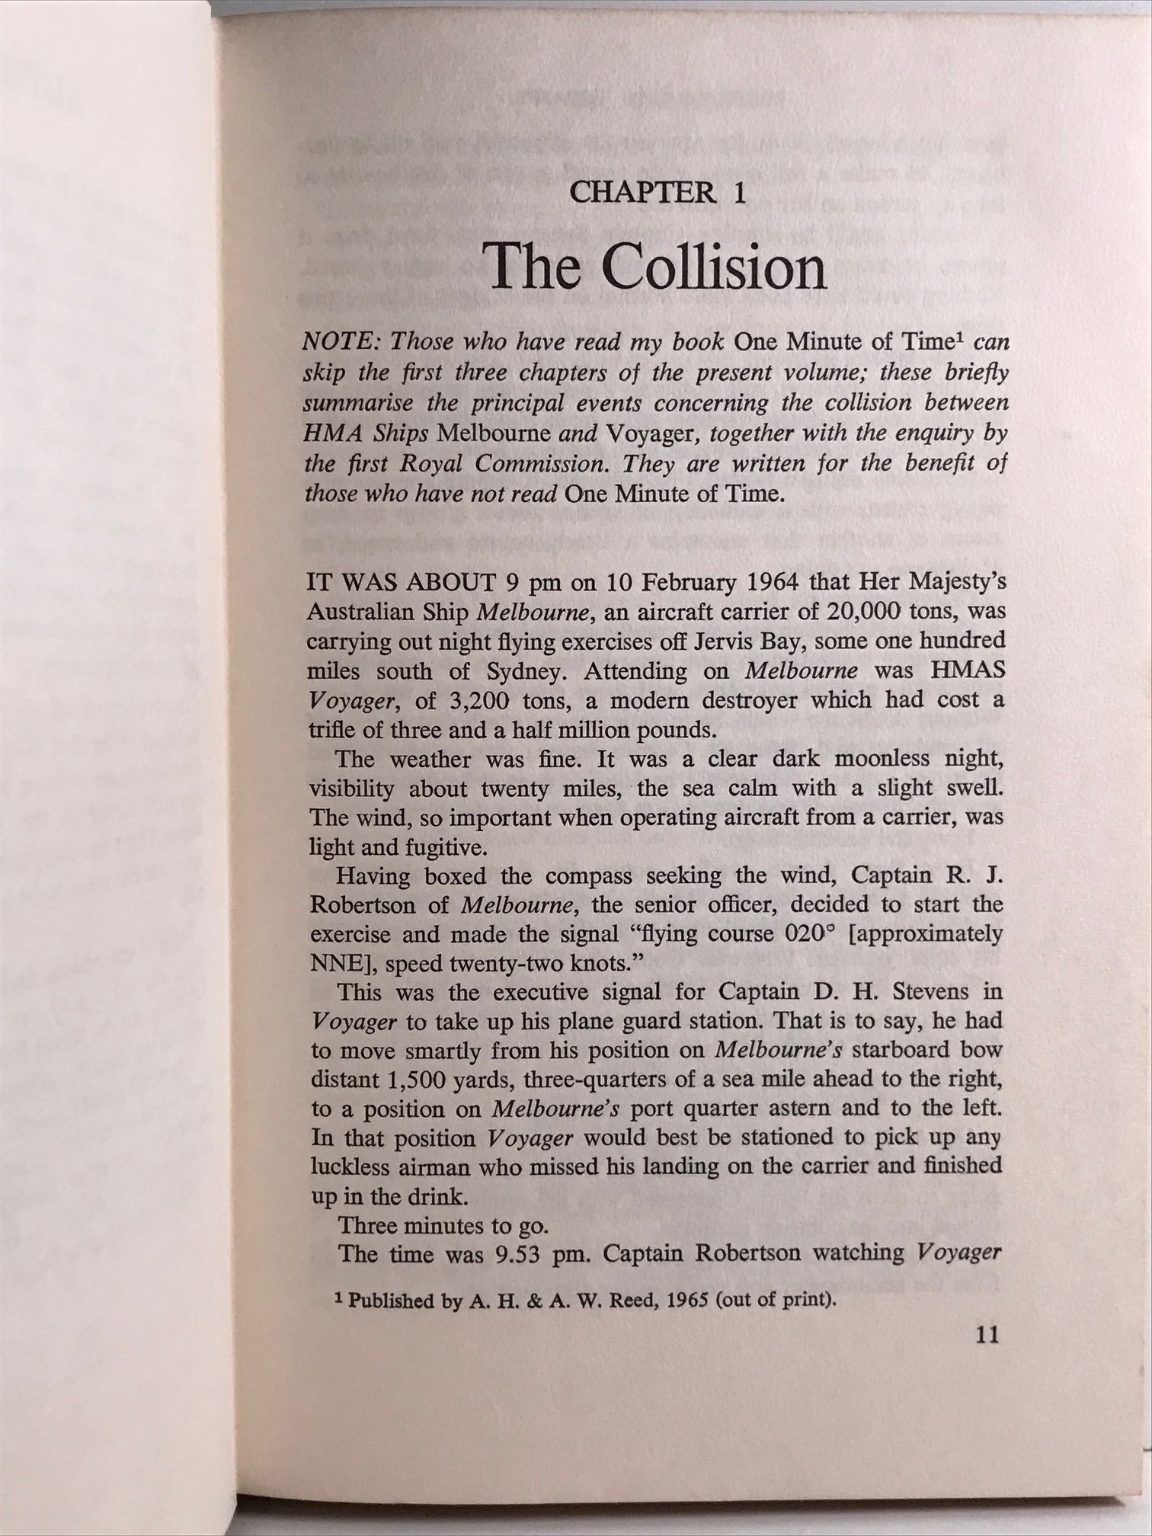 CHAPTER 1
The Collision
NOTE: Those who have read my book One Minute of Time¹ can
skip the first three chapters of the present volume; these briefly
summarise the principal events concerning the collision between
HMA Ships Melbourne and Voyager, together with the enquiry by
the first Royal Commission. They are written for the benefit of
those who have not read One Minute of Time.
IT WAS ABOUT 9 pm on 10 February 1964 that Her Majesty’s
Australian Ship Melbourne, an aircraft carrier of 20,000 tons, was
carrying out night flying exercises off Jervis Bay, some one hundred
miles south of Sydney. Attending on Melbourne was HMAS
Voyager, of 3,200 tons, a modern destroyer which had cost a
trifle of three and a half million pounds.
The weather was fine. It was a clear dark moonless night,
visibility about twenty miles, the sea calm with a slight swell.
The wind, so important when operating aircraft from a carrier, was
light and fugitive.
Having boxed the compass seeking the wind, Captain R. J.
Robertson of Melbourne, the senior officer, decided to start the
exercise and made the signal “flying course 020° [approximately
NNE], speed twenty-two knots.”
This was the executive signal for Captain D. H. Stevens in
Voyager to take up his plane guard station. That is to say, he had
to move smartly from his position on Melbourne’s starboard bow
distant 1,500 yards, three-quarters of a sea mile ahead to the right,
to a position on Melbourne’s port quarter astern and to the left.
In that position Voyager would best be stationed to pick up any
luckless airman who missed his landing on the carrier and finished
up in the drink.
Three minutes to go.
The time was 9.53 pm. Captain Robertson watching Voyager
¹ Published by A. H. & A. W. Reed, 1965 (out of print).
11